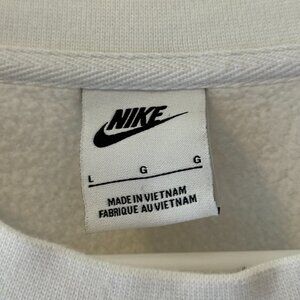 NIKE
L G G
MADE IN VIETNAM
FABRIQUE AU VIETNAM